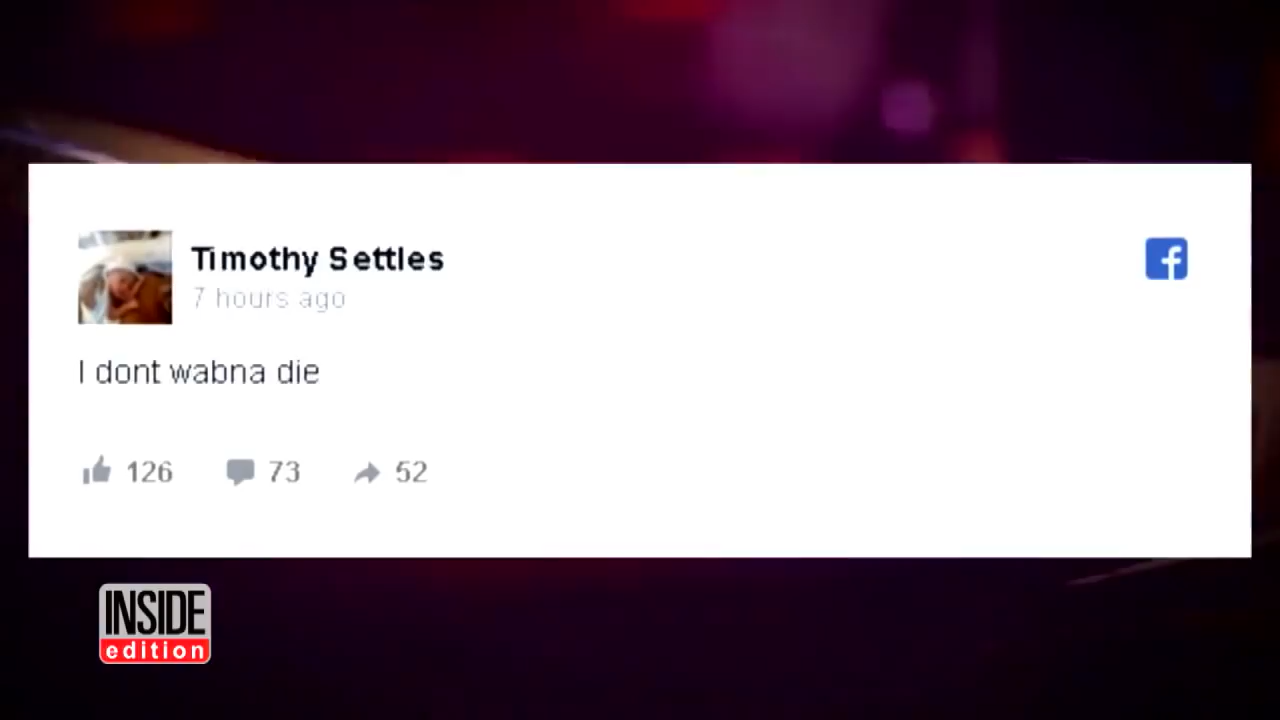 Timothy Settles
7 hours ago
I dont wabna die
126 73 52
INSIDE
edition